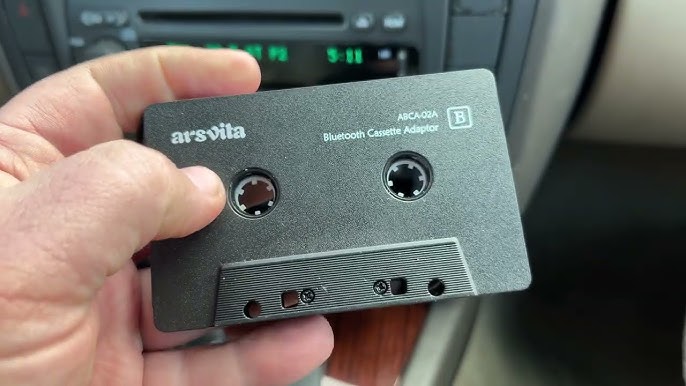 arsvita
ABCA-02A
Bluetooth Cassette Adaptor
B
5:11